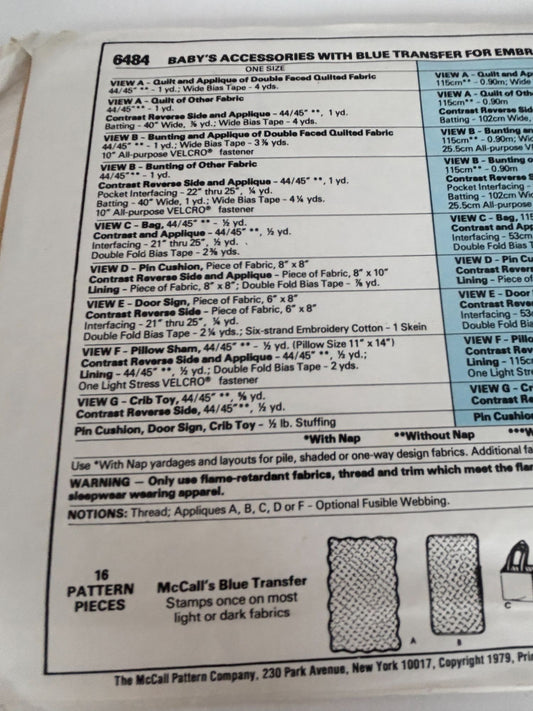 6484 BABY'S ACCESSORIES WITH BLUE TRANSFER FOR EMBR
ONE SIZE
VIEW A - Quilt and Applique of Double Faced Quilted Fabric
44/45" ** - 1 yd.; Wide Bias Tape - 4 yds.
VIEW A - Quilt of Other Fabric
44/45"** - 1 yd.
Contrast Reverse Side and Applique - 44/45" **, 1 yd.
Batting - 40" Wide, ⅞ yd.; Wide Bias Tape - 4 yds.
VIEW B - Bunting and Applique of Double Faced Quilted Fabric
44/45" ** - 1 yd.; Wide Bias Tape - 3⅞ yds.
10" All-purpose VELCRO® fastener
VIEW B - Bunting of Other Fabric
44/45"** - 1 yd.
Contrast Reverse Side and Applique - 44/45" **, 1 yd.
Pocket Interfacing - 22" thru 25", ¼ yd.
Batting - 40" Wide, 1 yd.; Wide Bias Tape - 4¼ yds.
10" All-purpose VELCRO® fastener
VIEW C - Bag, 44/45" ** - ½ yd.
Contrast and Applique - 44/45" **, ½ yd.
Interfacing - 21" thru 25", ½ yd.
Double Fold Bias Tape - 2⅝ yds.
VIEW D - Pin Cushion, Piece of Fabric, 8" x 8"
Contrast Reverse Side and Applique - Piece of Fabric, 8" x 10"
Lining - Piece of Fabric, 8" x 8"; Double Fold Bias Tape - ⅞ yd.
VIEW E - Door Sign, Piece of Fabric, 6" x 8"
Contrast Reverse Side - Piece of Fabric, 6" x 8"
Interfacing - 21" thru 25", ¼ yd.
Double Fold Bias Tape - 2¼ yds.; Six-strand Embroidery Cotton - 1 Skein
VIEW F - Pillow Sham, 44/45" ** - ½ yd. (Pillow Size 11" x 14")
Contrast Reverse Side and Applique - 44/45" **, ½ yd.;
Lining - 44/45" **, ½ yd.; Double Fold Bias Tape - 2 yds.
One Light Stress VELCRO® fastener
VIEW G - Crib Toy, 44/45" **, ⅝ yd.
Contrast Reverse Side, 44/45"**, ½ yd.
Pin Cushion, Door Sign, Crib Toy - ½ lb. Stuffing
VIEW A - Quilt and Ap
115cm** - 0.90m; Wide
VIEW A - Quilt of Oth
115cm** - 0.90m
Contrast Reverse Sid
Batting - 102cm Wide,
VIEW B - Bunting an
115cm** - 0.90m; Wid
25.5cm All-purpose V
VIEW B - Bunting o
115cm** - 0.90m
Contrast Reverse S
Pocket Interfacing -
Batting - 102cm Wi
25.5cm All-purpose
VIEW C - Bag, 115
Contrast and Appl
Interfacing - 53cm
Double Fold Bias T
VIEW D - Pin Cu
Contrast Rever
Lining - Piece of
VIEW E - Door
Contrast Reve
Interfacing - 53
Double Fold Bia
VIEW F - Pillo
Contrast Rev
Lining - 115c
One Light Str
VIEW G - Cr
Contrast Re
Pin Cushio
*With Nap **Without Nap ***W
Use *With Nap yardages and layouts for pile, shaded or one-way design fabrics. Additional fa
WARNING — Only use flame-retardant fabrics, thread and trim which meet the flar
sleepwear wearing apparel.
NOTIONS: Thread; Appliques A, B, C, D or F - Optional Fusible Webbing.
16
PATTERN
PIECES
McCall's Blue Transfer
Stamps once on most
light or dark fabrics
A
B
C
The McCall Pattern Company, 230 Park Avenue, New York 10017, Copyright 1979, Prin